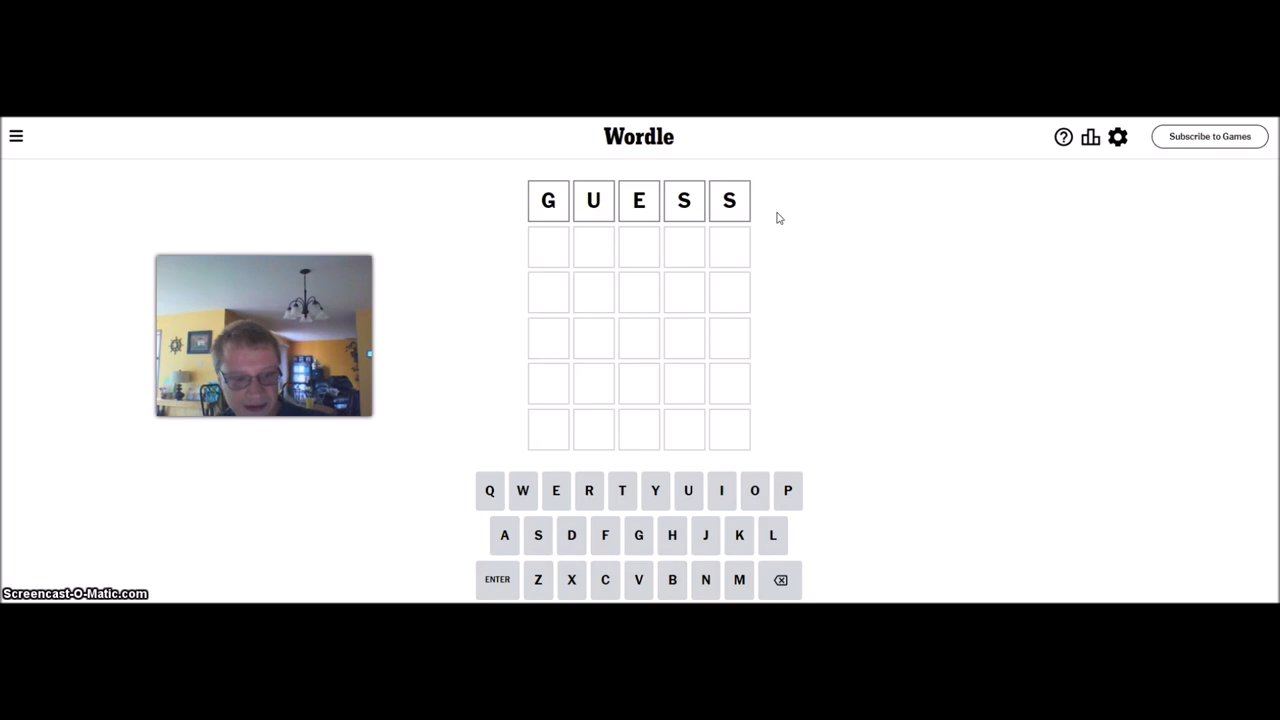 Wordle
Subscribe to Games
G U E S S
Q W E R T Y U I O P
A S D F G H J K L
ENTER Z X C V B N M
Screencast-O-Matic.com